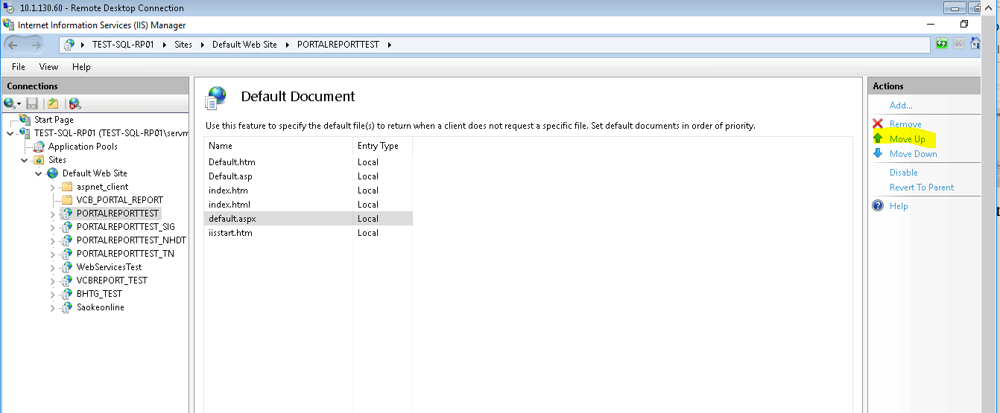 10.1.130.60 - Remote Desktop Connection
Internet Information Services (IIS) Manager
TEST-SQL-RP01 Sites Default Web Site PORTALREPORTTEST
File View Help
Connections
Start Page
TEST-SQL-RP01 (TEST-SQL-RP01\servm
Application Pools
Sites
Default Web Site
aspnet_client
VCB_PORTAL_REPORT
PORTALREPORTTEST
PORTALREPORTTEST_SIG
PORTALREPORTTEST_NHDT
PORTALREPORTTEST_TN
WebServicesTest
VCBREPORT_TEST
BHTG_TEST
Saokeonline
Default Document
Use this feature to specify the default file(s) to return when a client does not request a specific file. Set default documents in order of priority.
Name Entry Type
Default.htm Local
Default.asp Local
index.htm Local
index.html Local
default.aspx Local
iisstart.htm Local
Actions
Add...
Remove
Move Up
Move Down
Disable
Revert To Parent
Help